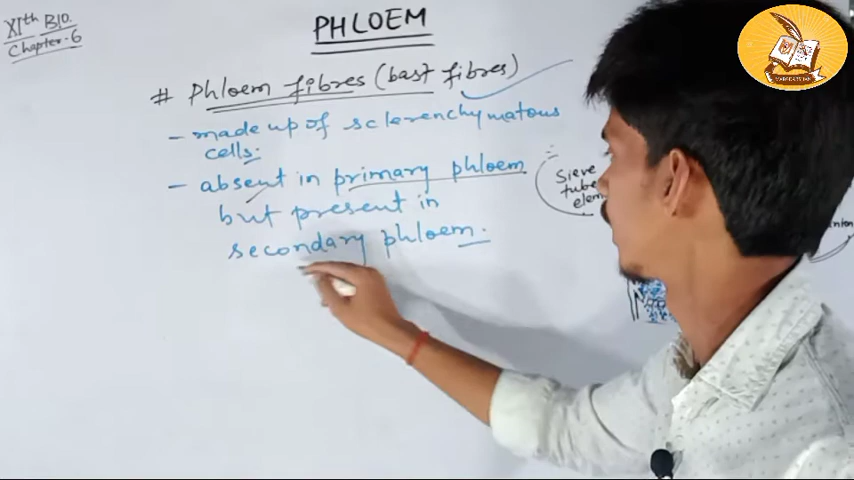 XIth BIO.
Chapter-6
PHLOEM
# Phloem fibres (bast fibres)
- made up of sclerenchymatous
cells.
- absent in primary phloem
but present in
secondary phloem.
Sieve
tube
elem